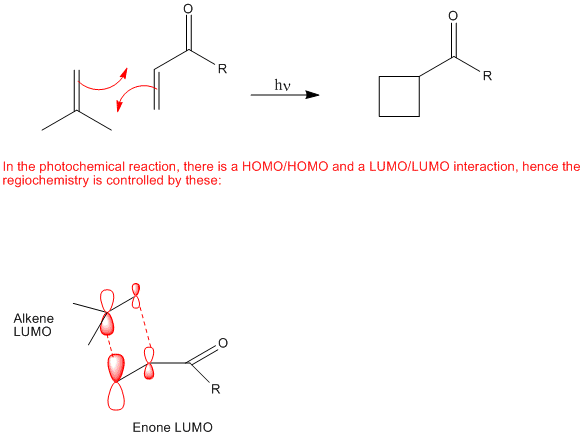 O
R
hν
O
R
In the photochemical reaction, there is a HOMO/HOMO and a LUMO/LUMO interaction, hence the
regiochemistry is controlled by these:
Alkene
LUMO
O
R
Enone LUMO